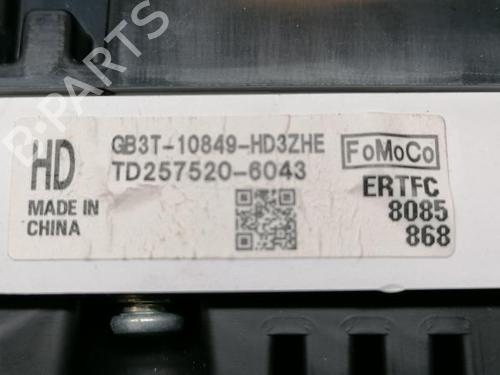 B-PARTS
HD
MADE IN
CHINA
GB3T-10849-HD3ZHE
TD257520-6043
FoMoCo
ERTFC
8085
868